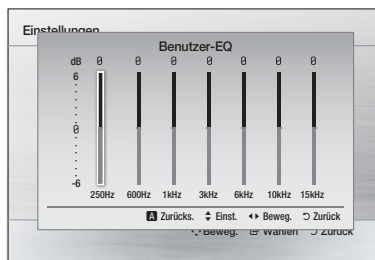 Einstellungen
Benutzer-EQ
dB 0 0 0 0 0 0 0
6
0
-6
250Hz 600Hz 1kHz 3kHz 6kHz 10kHz 15kHz
A Zurücks. Einst. Beweg. Zurück
Beweg. Wählen Zurück